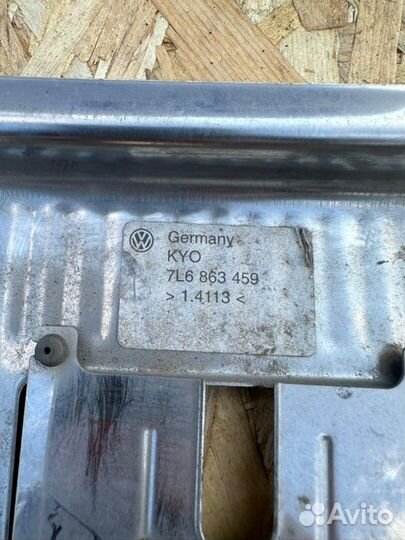 Germany
KYO
7L6 863 459
> 1.4113 <
Avito